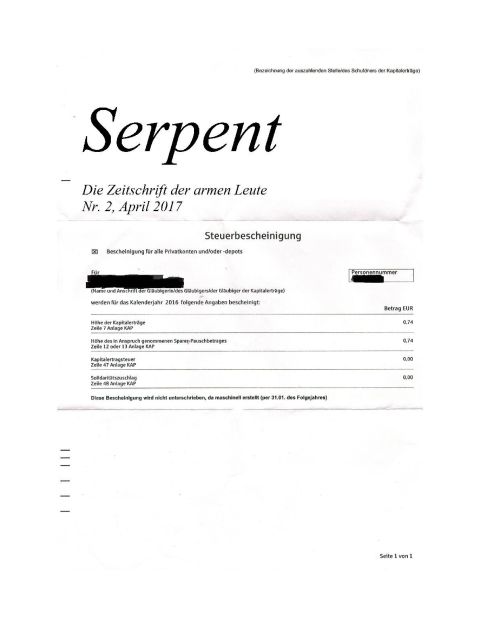 (Bezeichnung der auszahlenden Stelle/des Schuldners der Kapitalerträge)
Serpent
Die Zeitschrift der armen Leute
Nr. 2, April 2017
Steuerbescheinigung
☒ Bescheinigung für alle Privatkonten und/oder -depots
Für
Personennummer
(Name und Anschrift der Gläubigerin/des Gläubigers/der Gläubiger der Kapitalerträge)
werden für das Kalenderjahr 2016 folgende Angaben bescheinigt:
Betrag EUR
Höhe der Kapitalerträge 0,74
Zeile 7 Anlage KAP
Höhe des in Anspruch genommenen Sparer-Pauschbetrages 0,74
Zeile 12 oder 13 Anlage KAP
Kapitalertragsteuer 0,00
Zeile 47 Anlage KAP
Solidaritätszuschlag 0,00
Zeile 48 Anlage KAP
Diese Bescheinigung wird nicht unterschrieben, da maschinell erstellt (per 31.01. des Folgejahres)
Seite 1 von 1